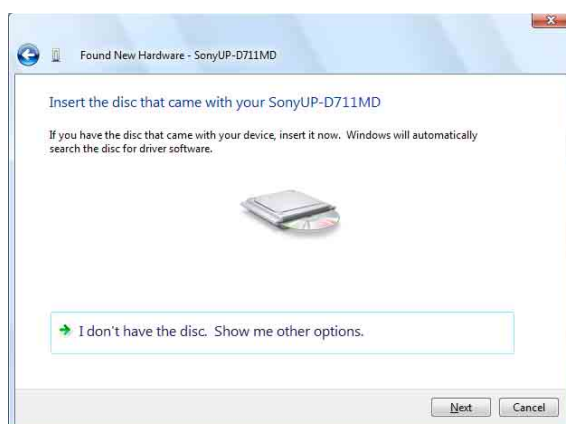 Found New Hardware - SonyUP-D711MD
Insert the disc that came with your SonyUP-D711MD
If you have the disc that came with your device, insert it now. Windows will automatically
search the disc for driver software.
I don't have the disc. Show me other options.
Next
Cancel